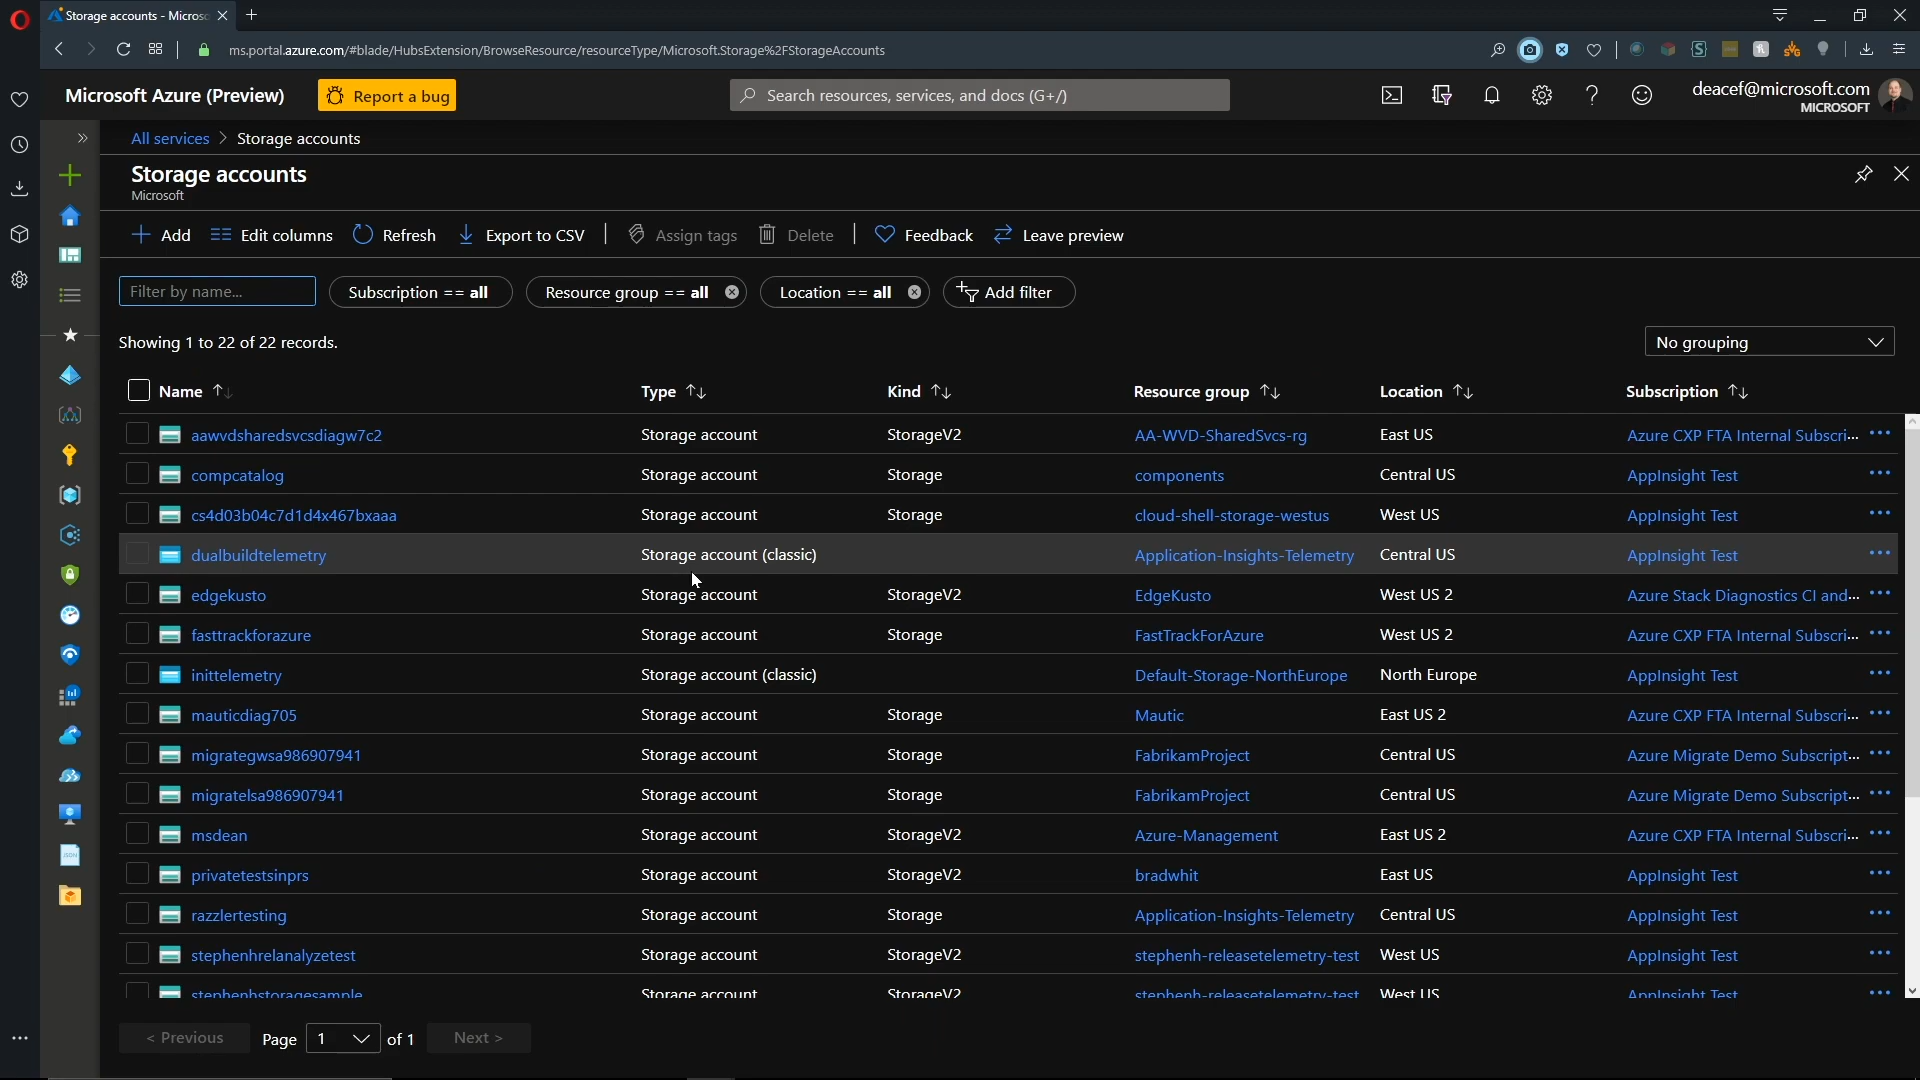 Storage accounts - Micros
ms.portal.azure.com/#blade/HubsExtension/BrowseResource/resourceType/Microsoft.Storage%2FStorageAccounts
Microsoft Azure (Preview)
Report a bug
Search resources, services, and docs (G+/)
deacef@microsoft.com
MICROSOFT
All services > Storage accounts
Storage accounts
Microsoft
Add Edit columns Refresh Export to CSV Assign tags Delete Feedback Leave preview
Filter by name... Subscription == all Resource group == all Location == all Add filter
Showing 1 to 22 of 22 records. No grouping
Name Type Kind Resource group Location Subscription
aawvdsharedsvcsdiagw7c2 Storage account StorageV2 AA-WVD-SharedSvcs-rg East US Azure CXP FTA Internal Subscri...
compcatalog Storage account Storage components Central US AppInsight Test
cs4d03b04c7d1d4x467bxaaa Storage account Storage cloud-shell-storage-westus West US AppInsight Test
dualbuildtelemetry Storage account (classic) Application-Insights-Telemetry Central US AppInsight Test
edgekusto Storage account StorageV2 EdgeKusto West US 2 Azure Stack Diagnostics CI and...
fasttrackforazure Storage account Storage FastTrackForAzure West US 2 Azure CXP FTA Internal Subscri...
inittelemetry Storage account (classic) Default-Storage-NorthEurope North Europe AppInsight Test
mauticdiag705 Storage account Storage Mautic East US 2 Azure CXP FTA Internal Subscri...
migrategwsa986907941 Storage account Storage FabrikamProject Central US Azure Migrate Demo Subscript...
migratelsa986907941 Storage account Storage FabrikamProject Central US Azure Migrate Demo Subscript...
msdean Storage account StorageV2 Azure-Management East US 2 Azure CXP FTA Internal Subscri...
privatetestsinprs Storage account StorageV2 bradwhit East US AppInsight Test
razzlertesting Storage account Storage Application-Insights-Telemetry Central US AppInsight Test
stephenhrelanalyzetest Storage account StorageV2 stephenh-releasetelemetry-test West US AppInsight Test
stephenhstoragesample Storage account StorageV2 stephenh-releasetelemetry-test West US AppInsight Test
< Previous Page 1 of 1 Next >